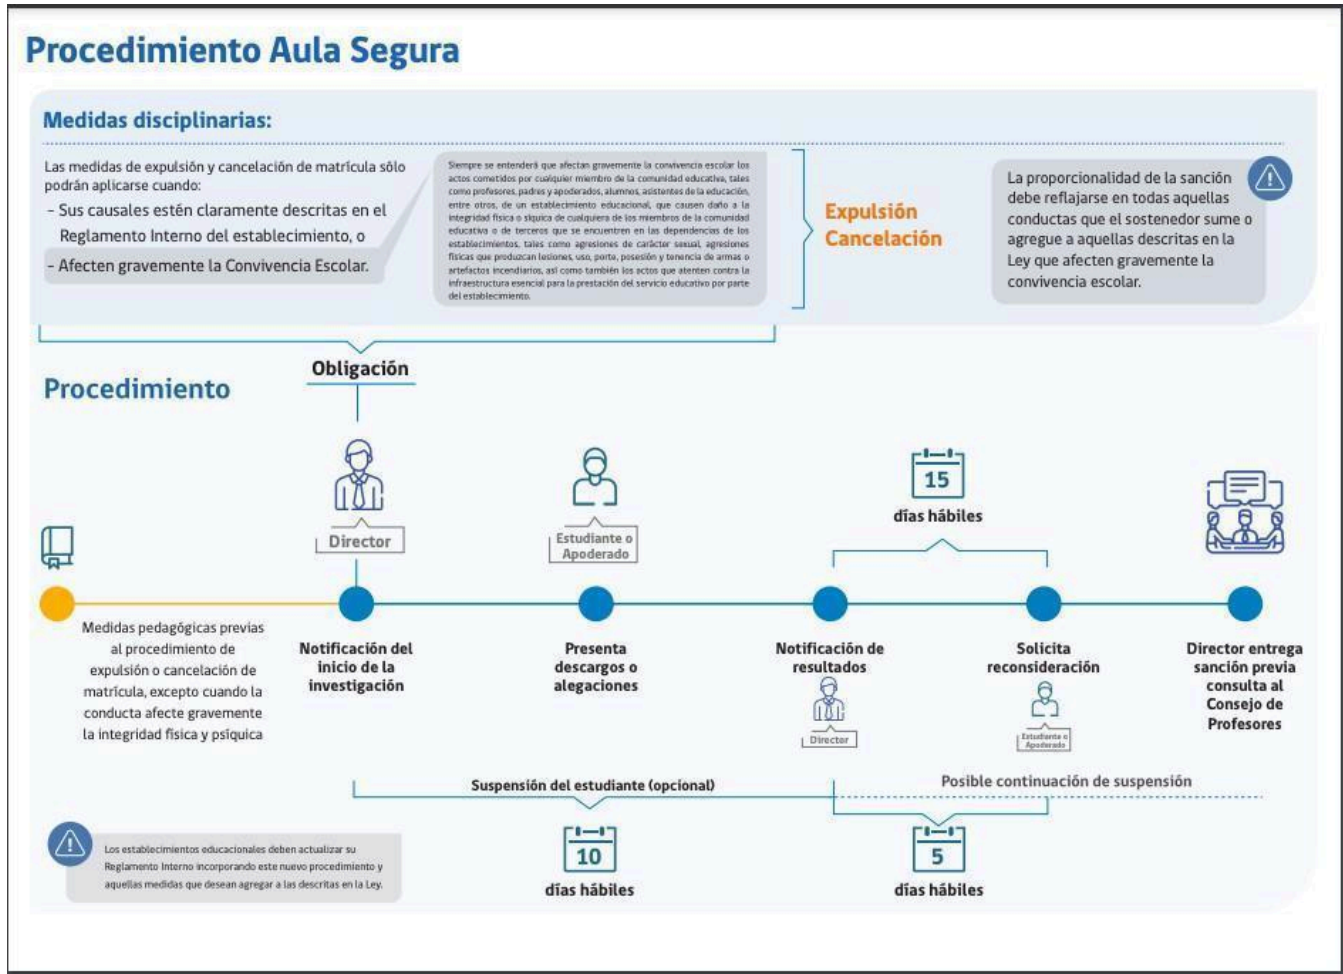 Procedimiento Aula Segura
Medidas disciplinarias:
Las medidas de expulsión y cancelación de matrícula sólo
podrán aplicarse cuando:
- Sus causales estén claramente descritas en el
Reglamento Interno del establecimiento, o
- Afecten gravemente la Convivencia Escolar.
Siempre se entenderá que afectan gravemente la convivencia escolar los
actos cometidos por cualquier miembro de la comunidad educativa, tales
como profesores, padres y apoderados, alumnos, asistentes de la educación,
entre otros, de un establecimiento educacional, que causen daño a la
integridad física o síquica de cualquiera de los miembros de la comunidad
educativa o de terceros que se encuentren en las dependencias de los
establecimientos, tales como agresiones de carácter sexual, agresiones
físicas que produzcan lesiones, uso, porte, posesión y tenencia de armas o
artefactos incendiarios, así como también los actos que atenten contra la
infraestructura esencial para la prestación del servicio educativo por parte
del establecimiento.
Expulsión
Cancelación
La proporcionalidad de la sanción
debe reflejarse en todas aquellas
conductas que el sostenedor sume o
agregue a aquellas descritas en la
Ley que afecten gravemente la
convivencia escolar.
Procedimiento
Obligación
Director
Estudiante o
Apoderado
15
días hábiles
Medidas pedagógicas previas
al procedimiento de
expulsión o cancelación de
matrícula, excepto cuando la
conducta afecte gravemente
la integridad física y psíquica
Notificación del
inicio de la
investigación
Presenta
descargos o
alegaciones
Notificación de
resultados
Director
Solicita
reconsideración
Estudiante o
Apoderado
Director entrega
sanción previa
consulta al
Consejo de
Profesores
Suspensión del estudiante (opcional)
10
días hábiles
Posible continuación de suspensión
5
días hábiles
Los establecimientos educacionales deben actualizar su
Reglamento Interno incorporando este nuevo procedimiento y
aquellas medidas que desean agregar a las descritas en la Ley.